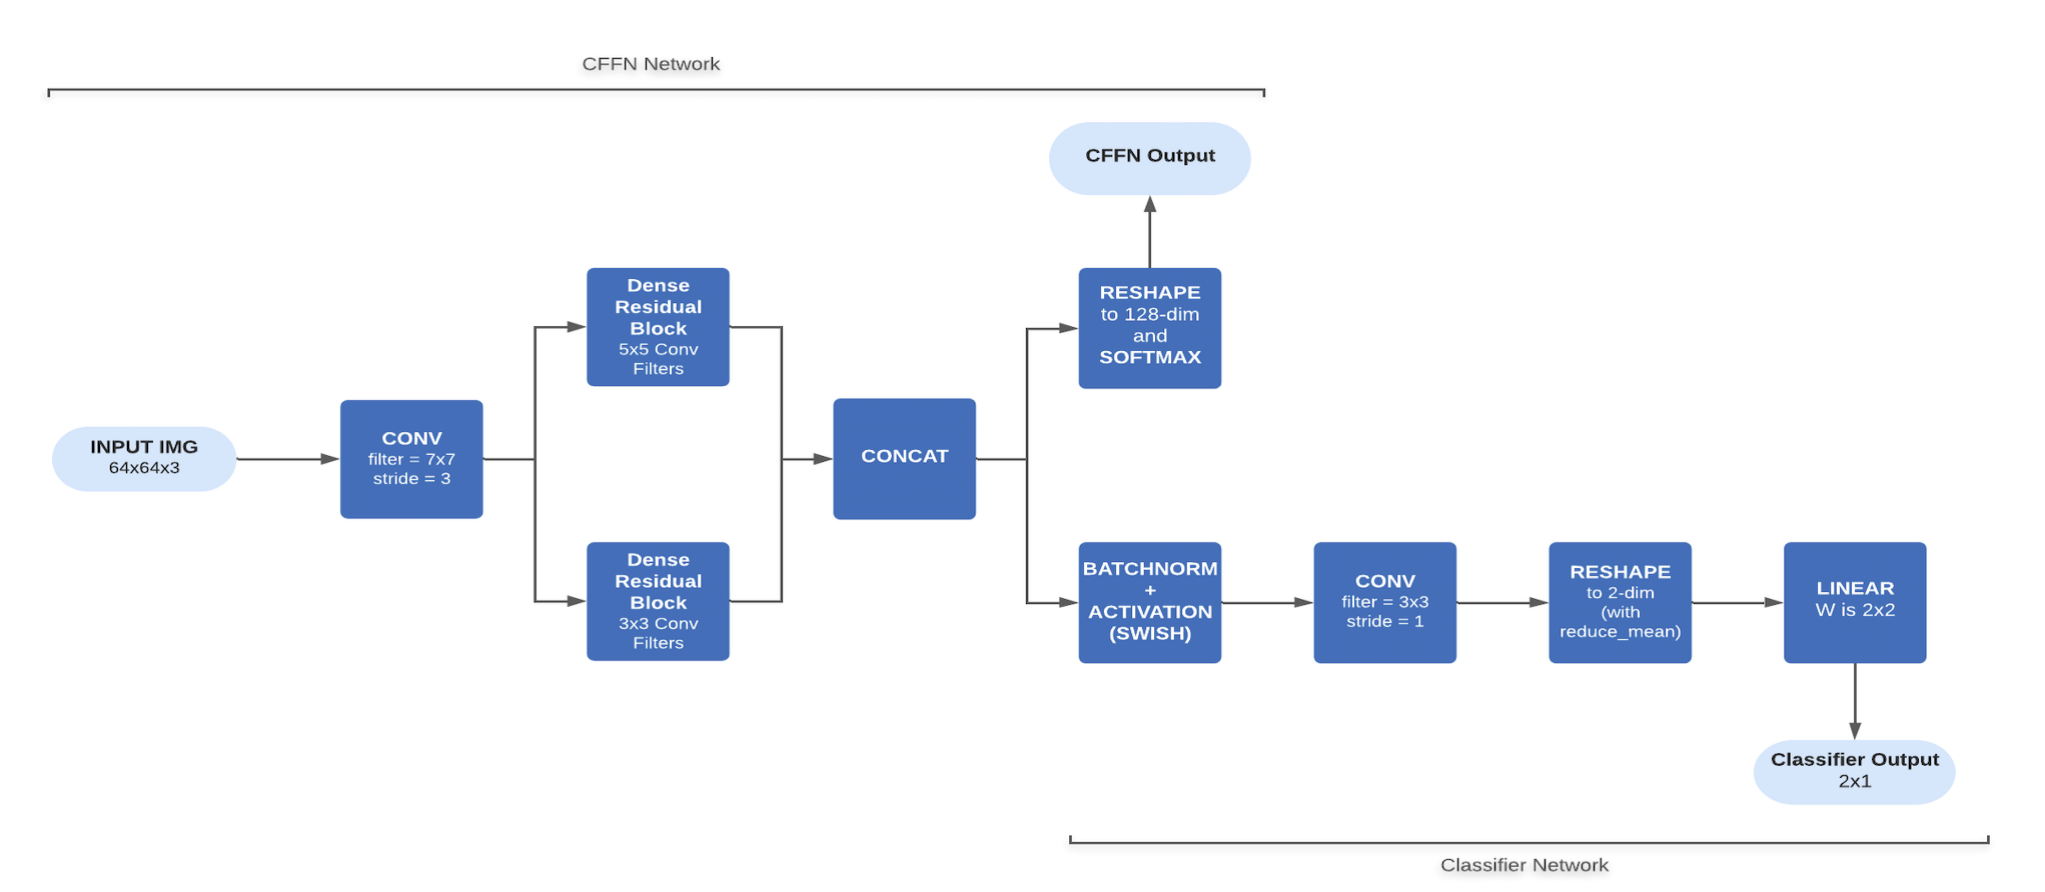 CFFN Network
CFFN Output
Dense
Residual
Block
5x5 Conv
Filters
RESHAPE
to 128-dim
and
SOFTMAX
INPUT IMG
64x64x3
CONV
filter = 7x7
stride = 3
CONCAT
Dense
Residual
Block
3x3 Conv
Filters
BATCHNORM
+
ACTIVATION
(SWISH)
CONV
filter = 3x3
stride = 1
RESHAPE
to 2-dim
(with
reduce_mean)
LINEAR
W is 2x2
Classifier Output
2x1
Classifier Network